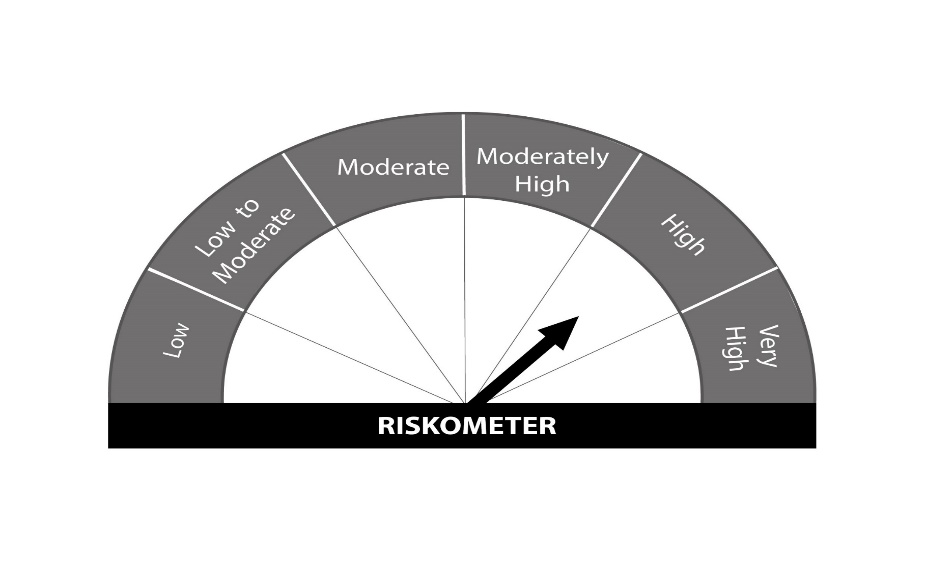 Low
Low to
Moderate
Moderate
Moderately
High
High
Very
High
RISKOMETER